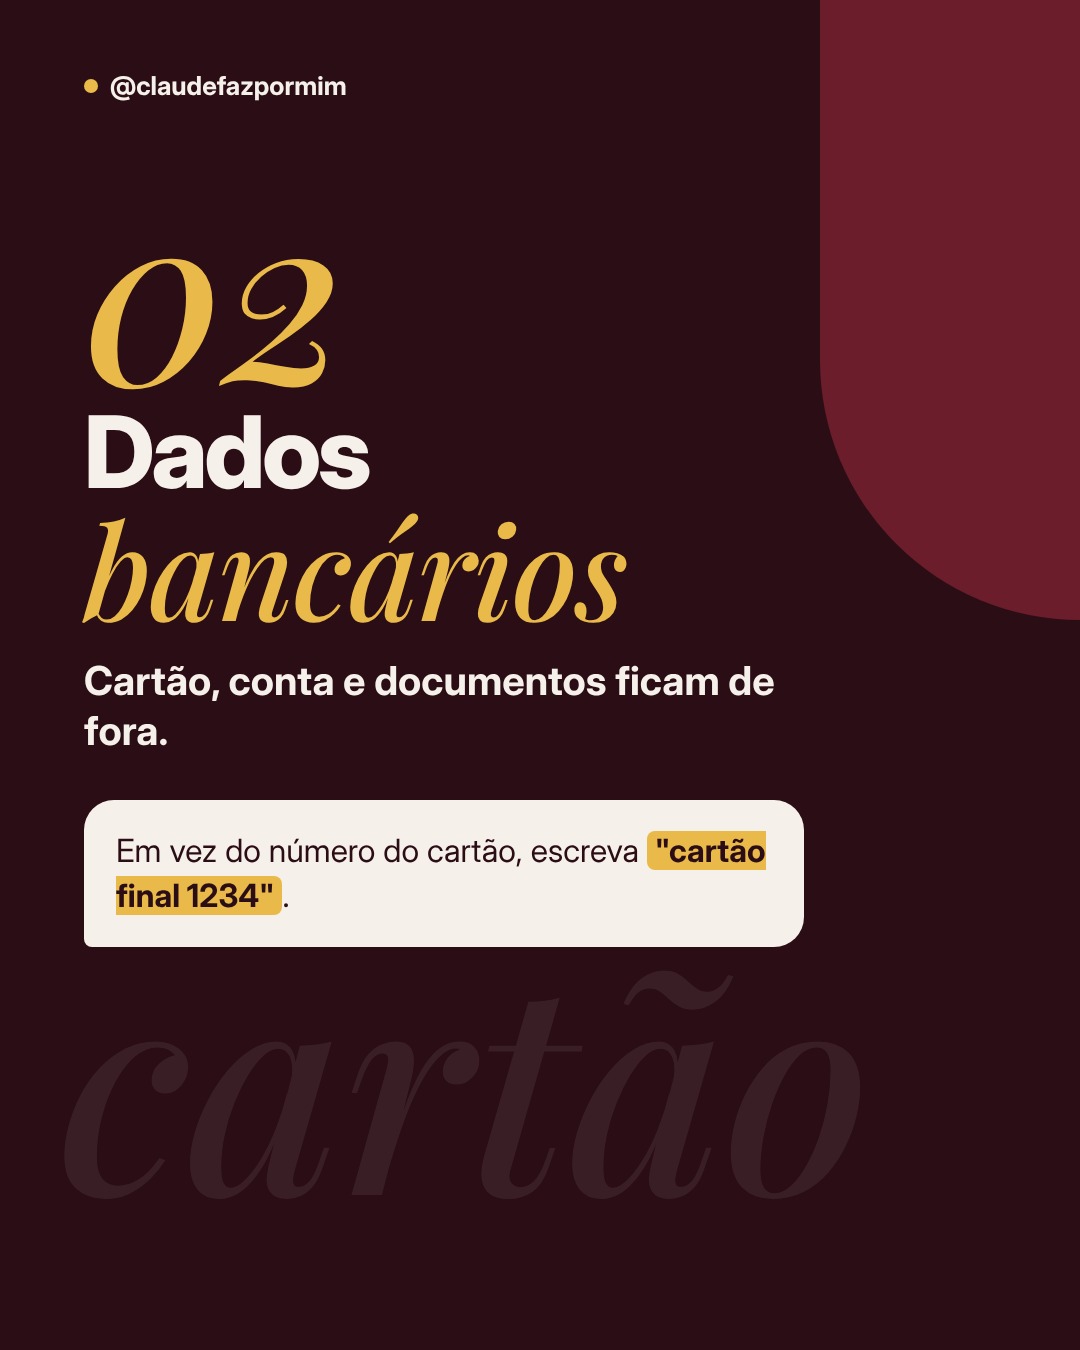 @claudefazpormim
02
Dados
bancários
Cartão, conta e documentos ficam de
fora.
Em vez do número do cartão, escreva "cartão
final 1234".
cartão